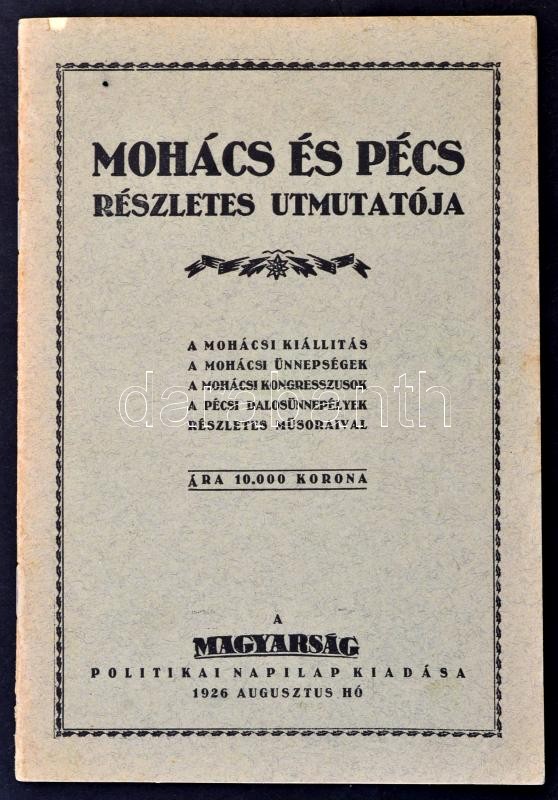 MOHÁCS ÉS PÉCS
RÉSZLETES UTMUTATÓJA
A MOHÁCSI KIÁLLITÁS
A MOHÁCSI ÜNNEPSÉGEK
A MOHÁCSI KONGRESSZUSOK
A PÉCSI DALOSÜNNEPÉLYEK
RÉSZLETES MŰSORAIVAL
ÁRA 10.000 KORONA
A
MAGYARSÁG
POLITIKAI NAPILAP KIADÁSA
1926 AUGUSZTUS HÓ
darabanth